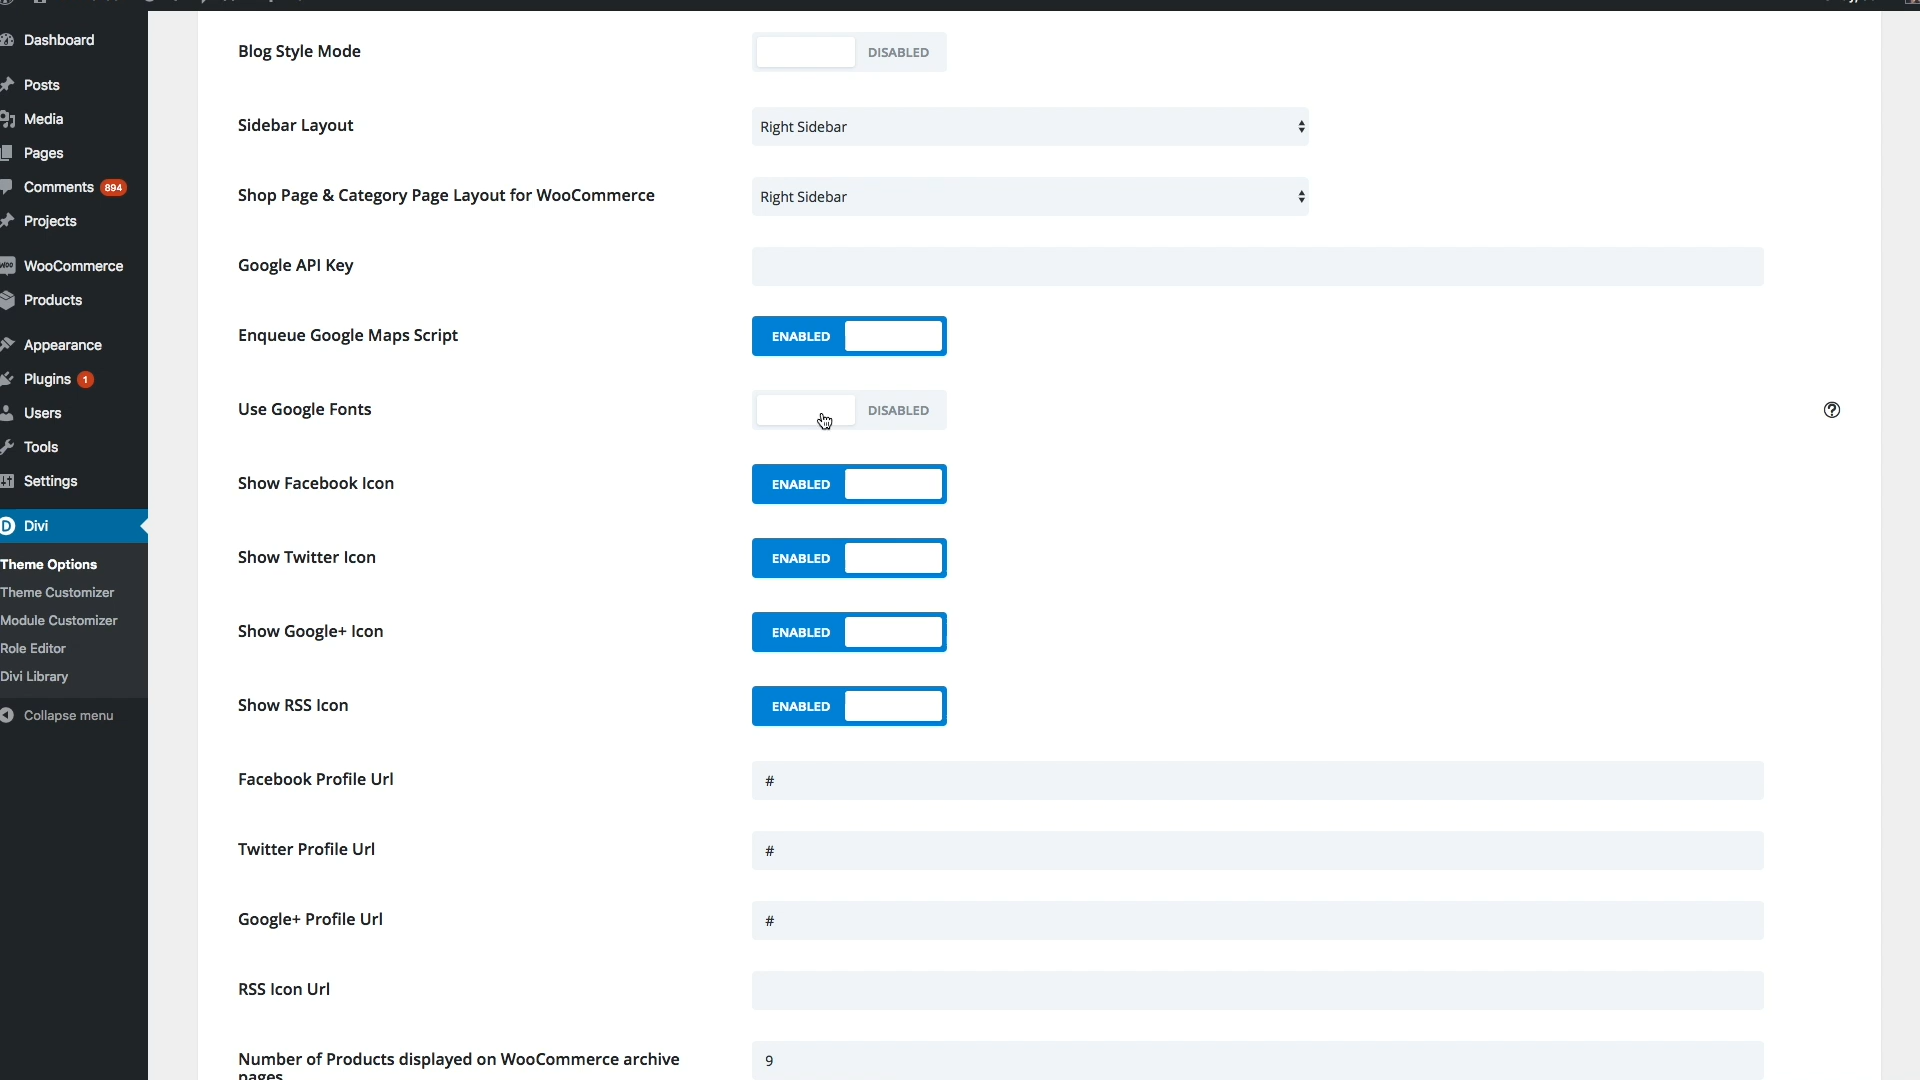 Dashboard
Posts
Media
Pages
Comments 894
Projects
WooCommerce
Products
Appearance
Plugins 1
Users
Tools
Settings
Divi
Theme Options
Theme Customizer
Module Customizer
Role Editor
Divi Library
Collapse menu
Blog Style Mode DISABLED
Sidebar Layout Right Sidebar
Shop Page & Category Page Layout for WooCommerce Right Sidebar
Google API Key
Enqueue Google Maps Script ENABLED
Use Google Fonts DISABLED
Show Facebook Icon ENABLED
Show Twitter Icon ENABLED
Show Google+ Icon ENABLED
Show RSS Icon ENABLED
Facebook Profile Url #
Twitter Profile Url #
Google+ Profile Url #
RSS Icon Url
Number of Products displayed on WooCommerce archive 9
pages